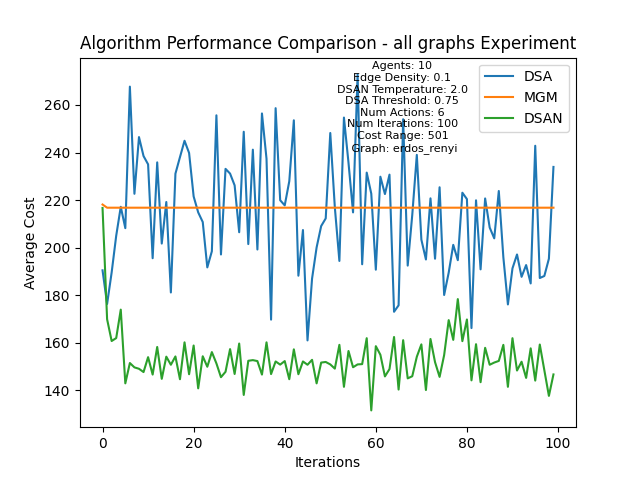 Algorithm Performance Comparison - all graphs Experiment
Agents: 10
Edge Density: 0.1
DSAN Temperature: 2.0
DSA Threshold: 0.75
Num Actions: 6
Num Iterations: 100
Cost Range: 501
Graph: erdos_renyi
DSA
MGM
DSAN
Average Cost
260
240
220
200
180
160
140
0
20
40
60
80
100
Iterations